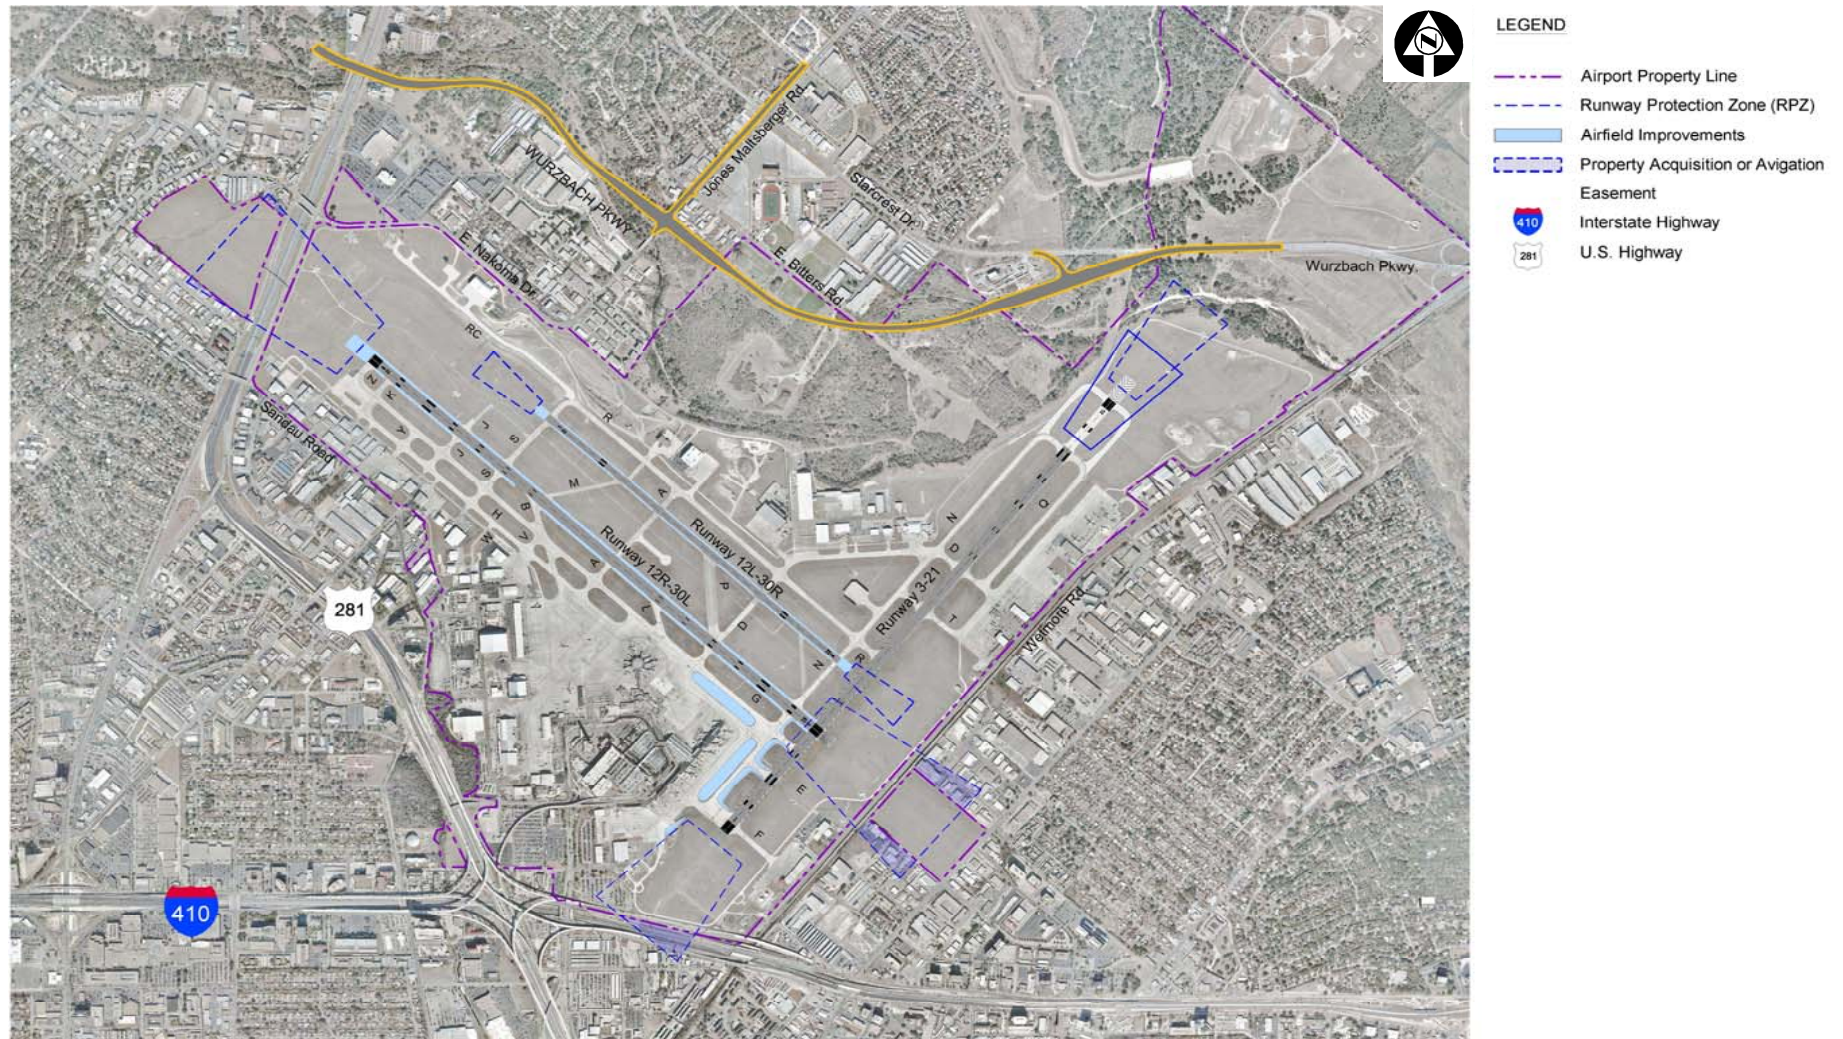 N
LEGEND
Airport Property Line
Runway Protection Zone (RPZ)
Airfield Improvements
Property Acquisition or Avigation
Easement
410
Interstate Highway
281
U.S. Highway
Jones Maltsberger Rd.
WURZBACH PKWY
Starcrest Dr.
E. Nakoma Dr.
E. Bitters Rd.
Wurzbach Pkwy.
RC
R
N
K
A
J
S
J
S
M
A
B
H
V
W
Sandau Road
Runway 12R-30L
Runway 12L-30R
N
Q
D
A
P
L
D
Runway 3-21
T
Wetmore Rd.
281
N
R
G
E
F
410